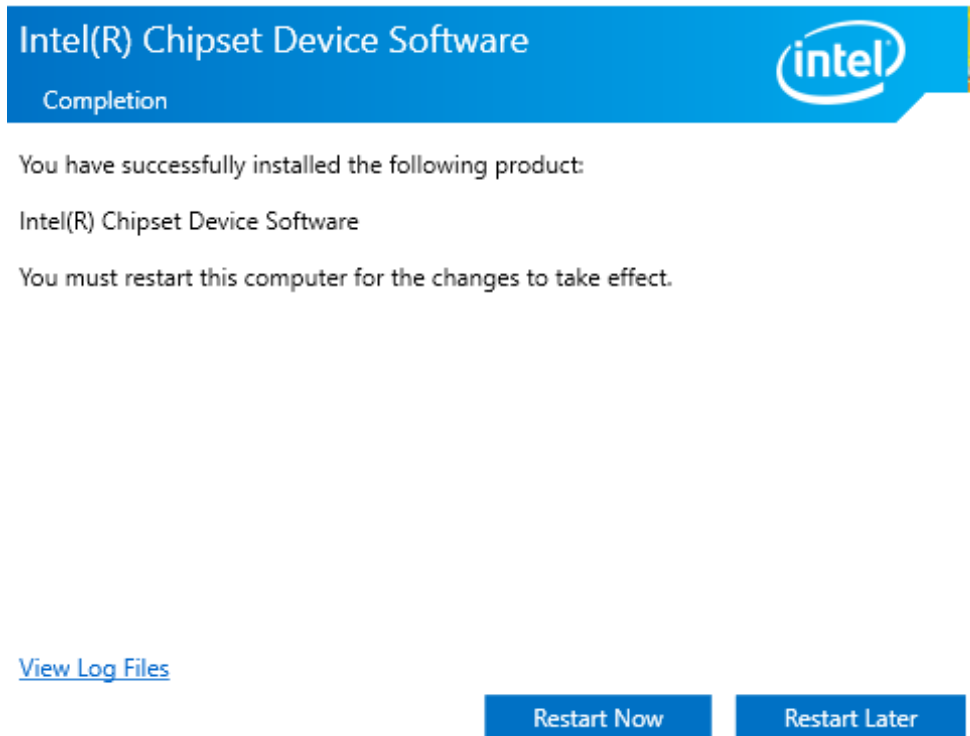 Intel(R) Chipset Device Software
intel
Completion
You have successfully installed the following product:
Intel(R) Chipset Device Software
You must restart this computer for the changes to take effect.
View Log Files
Restart Now
Restart Later